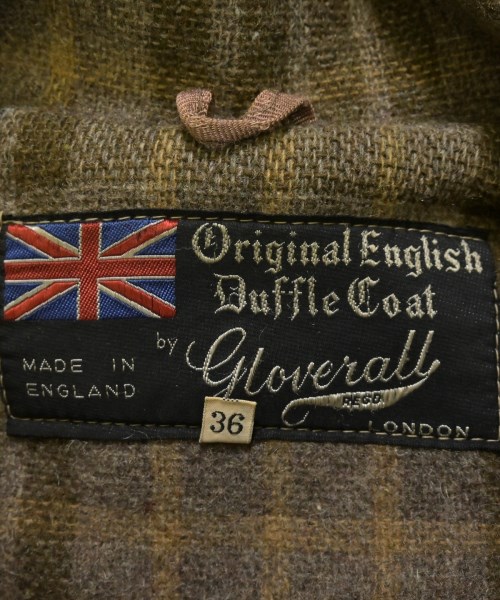 Original English
Duffle Coat
by Gloverall
REGD.
MADE IN
ENGLAND
LONDON
36